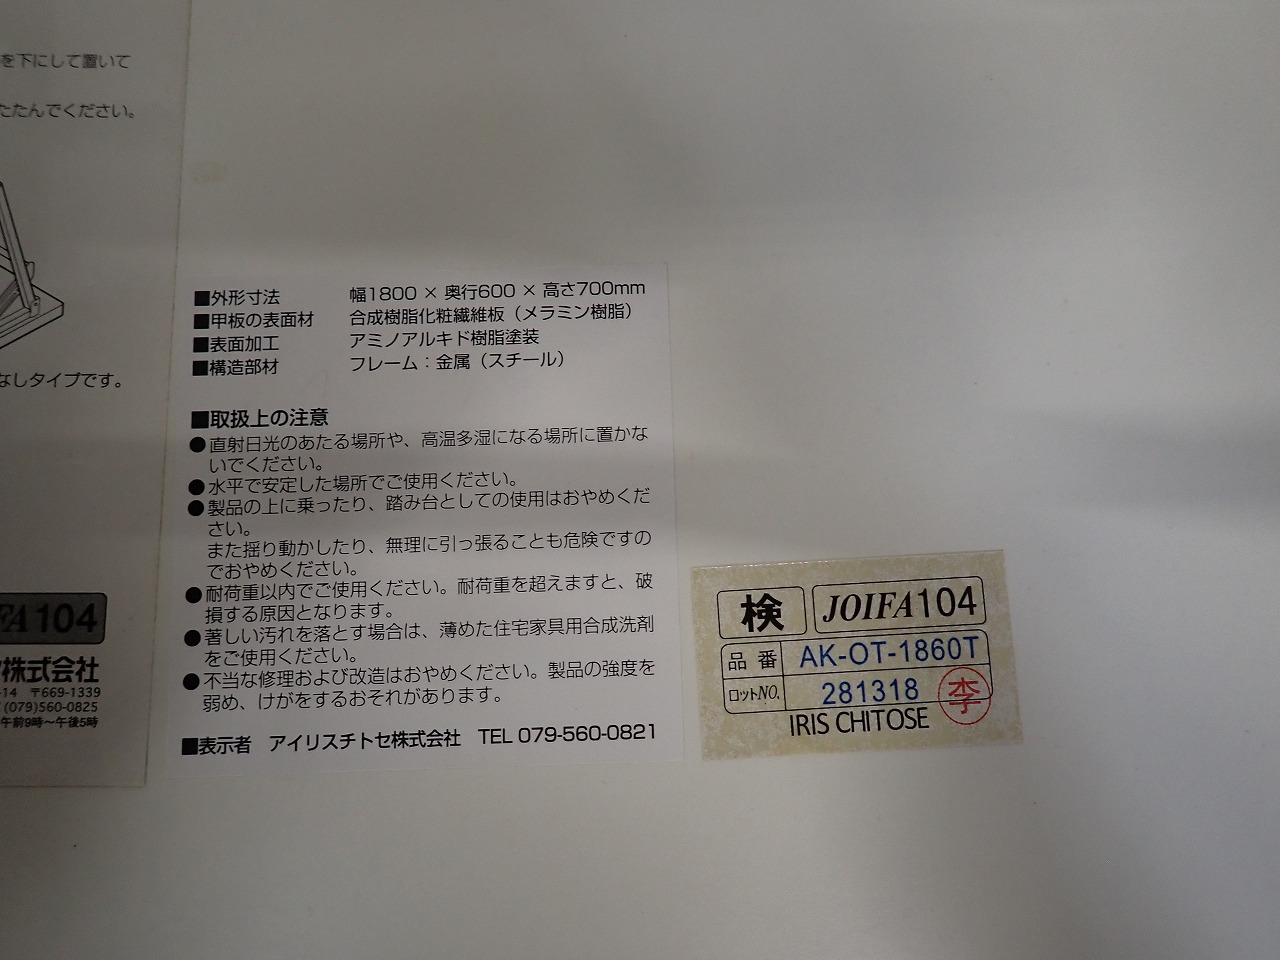 を下にして置いて
たたんでください。
なしタイプです。
FA104
株式会社
-14 〒669-1339
(079)560-0825
午前9時～午後5時
■外形寸法 幅1800 × 奥行600 × 高さ700mm
■甲板の表面材 合成樹脂化粧繊維板（メラミン樹脂）
■表面加工 アミノアルキド樹脂塗装
■構造部材 フレーム：金属（スチール）
■取扱上の注意
●直射日光のあたる場所や、高温多湿になる場所に置かな
いでください。
●水平で安定した場所でご使用ください。
●製品の上に乗ったり、踏み台としての使用はおやめくだ
さい。
また揺り動かしたり、無理に引っ張ることも危険ですの
でおやめください。
●耐荷重以内でご使用ください。耐荷重を超えますと、破
損する原因となります。
●著しい汚れを落とす場合は、薄めた住宅家具用合成洗剤
をご使用ください。
●不当な修理および改造はおやめください。製品の強度を
弱め、けがをするおそれがあります。
■表示者 アイリスチトセ株式会社 TEL 079-560-0821
検 JOIFA104
品番 AK-OT-1860T
ロットNO. 281318 李
IRIS CHITOSE